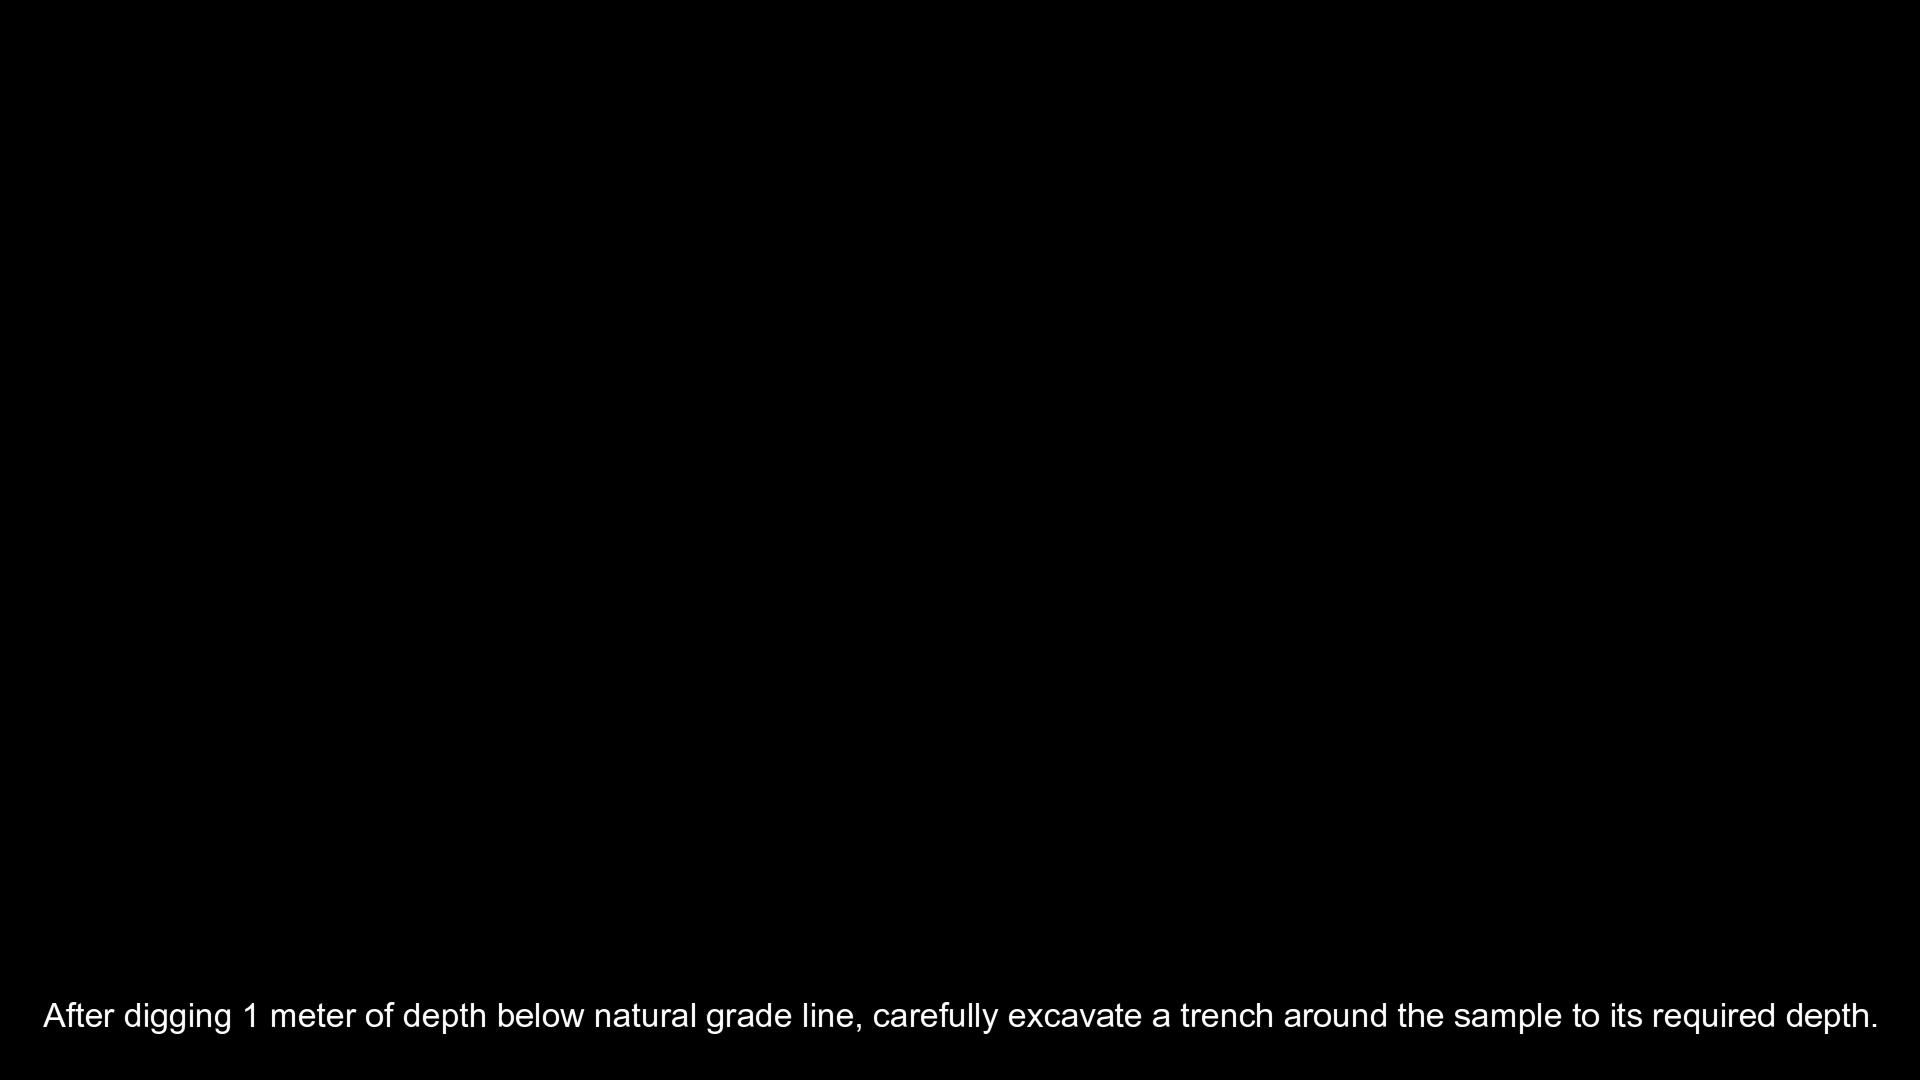 After digging 1 meter of depth below natural grade line, carefully excavate a trench around the sample to its required depth.